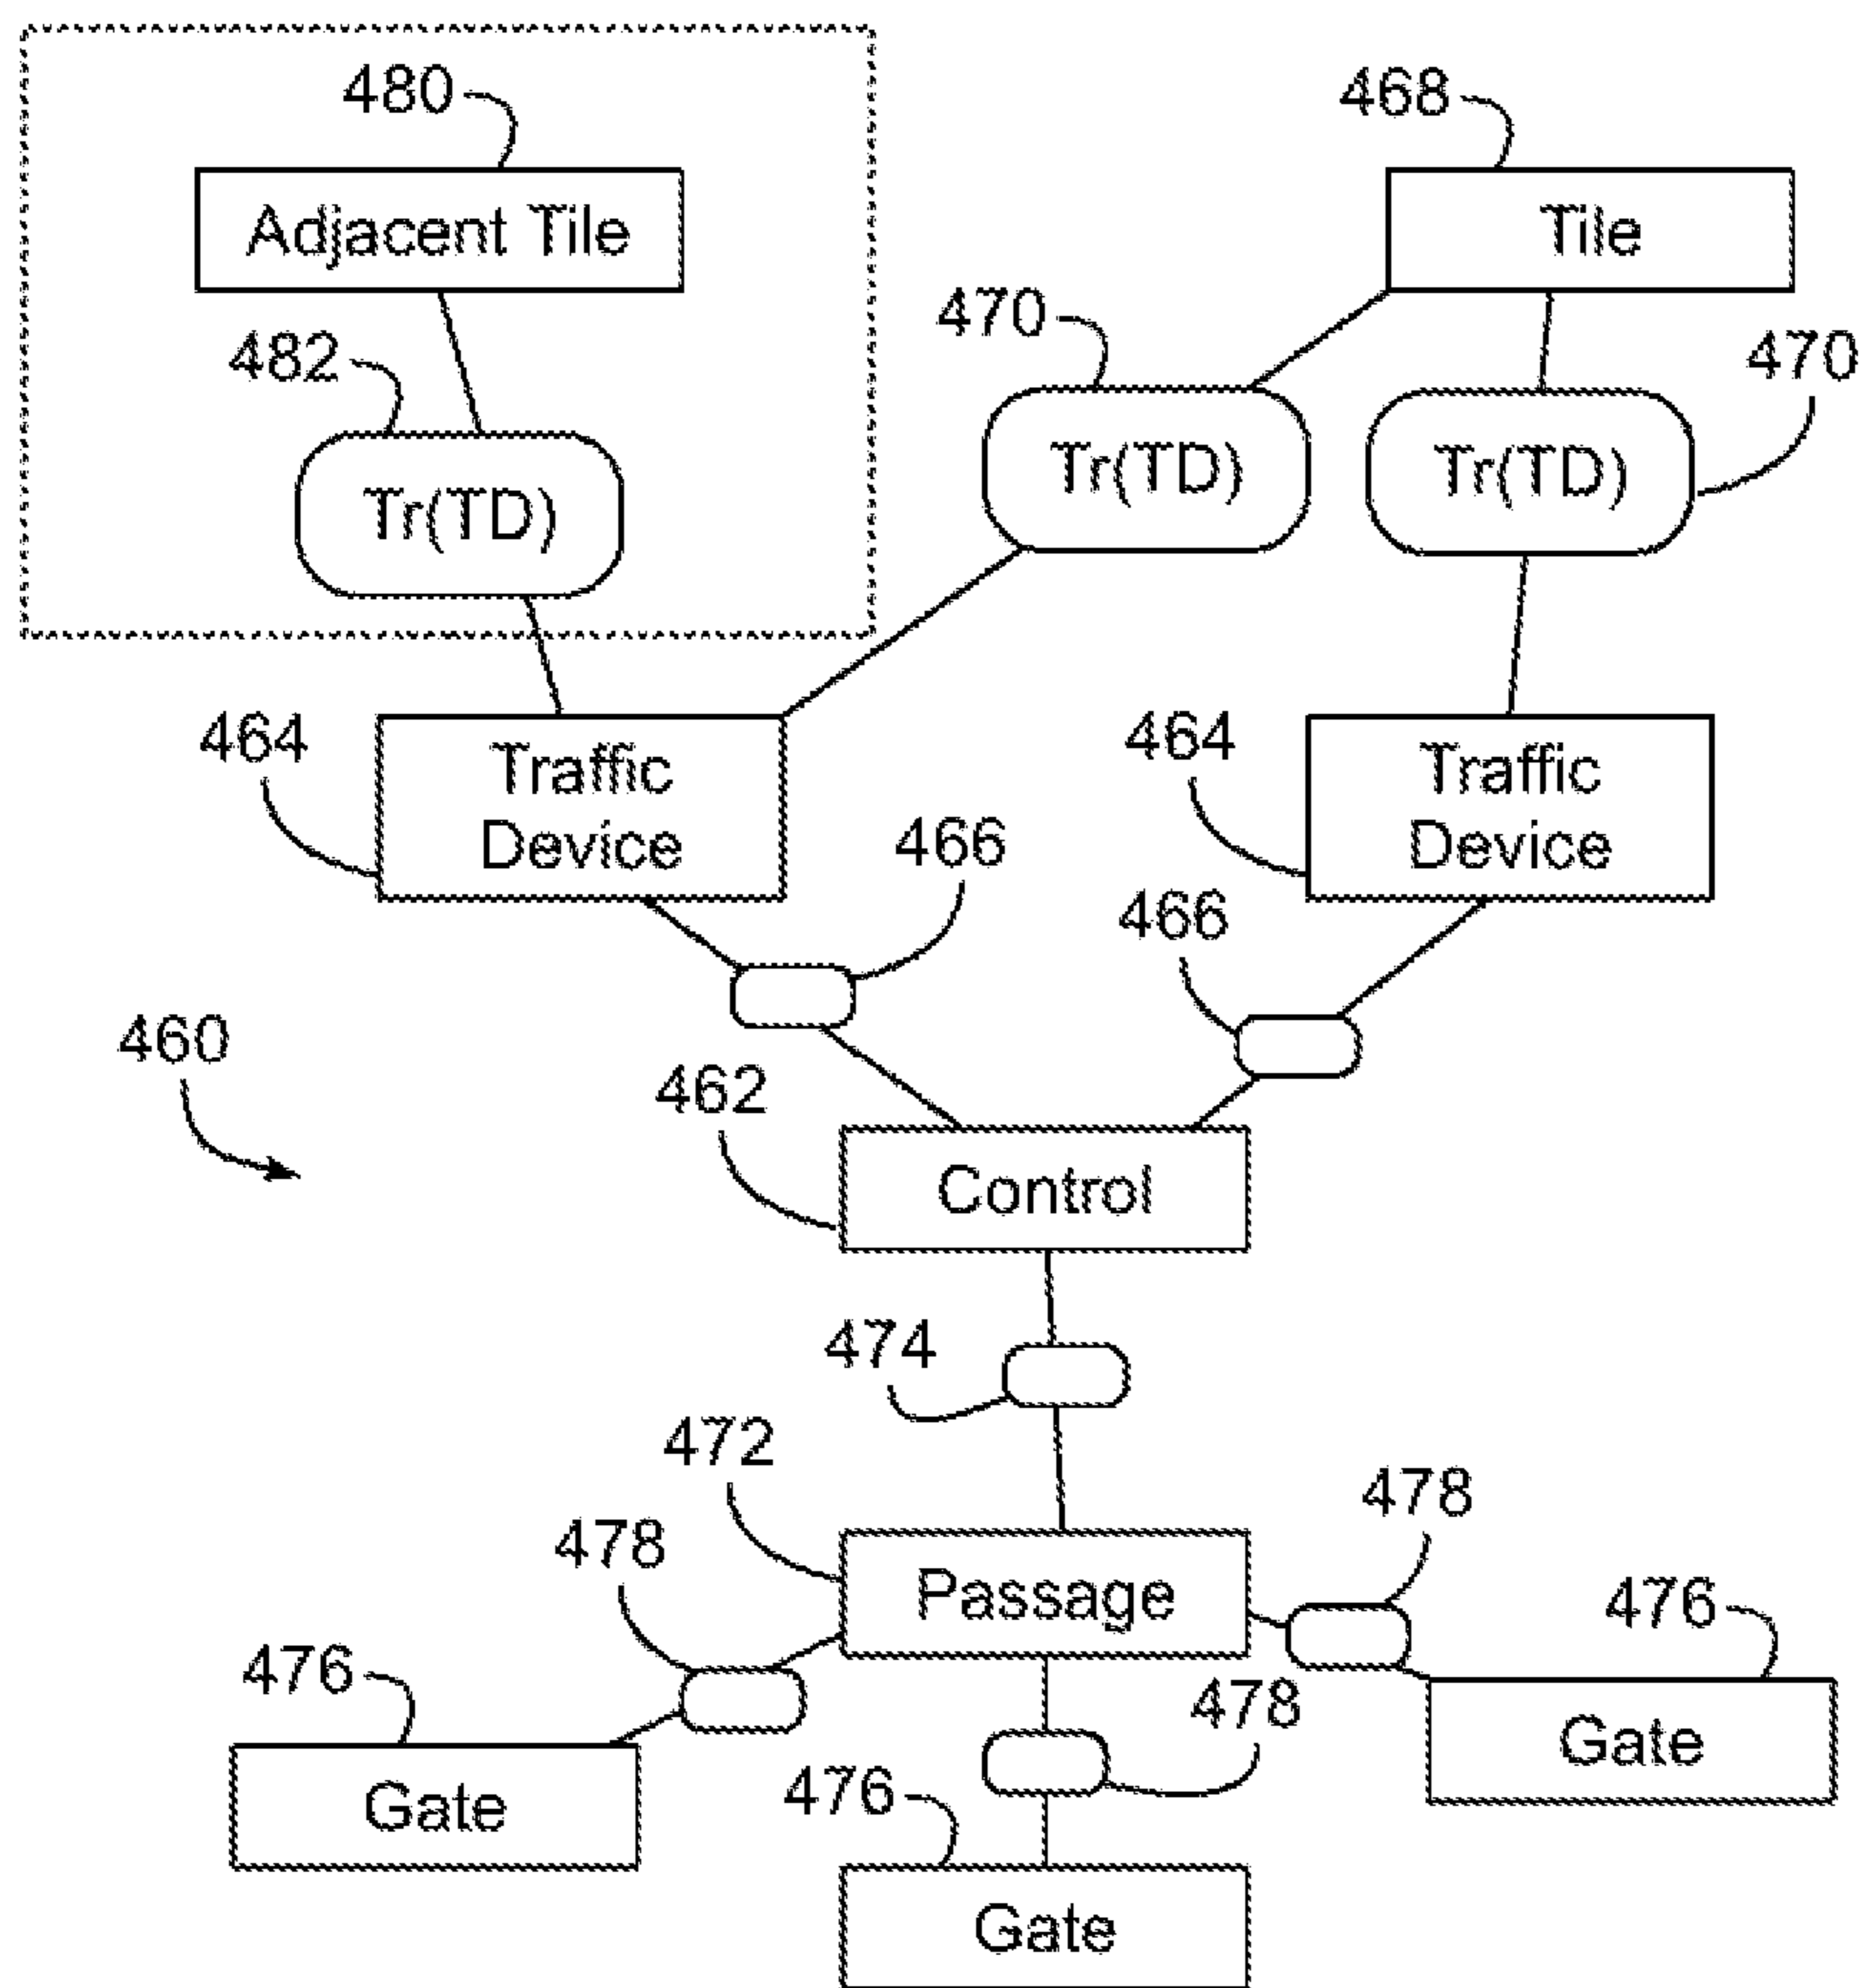 480
468
Adjacent Tile
Tile
470
482
470
Tr(TD)
Tr(TD)
Tr(TD)
464
Traffic
Device
464
Traffic
Device
466
466
460
462
Control
474
472
478
Passage
478
476
476
478
Gate
Gate
476
Gate